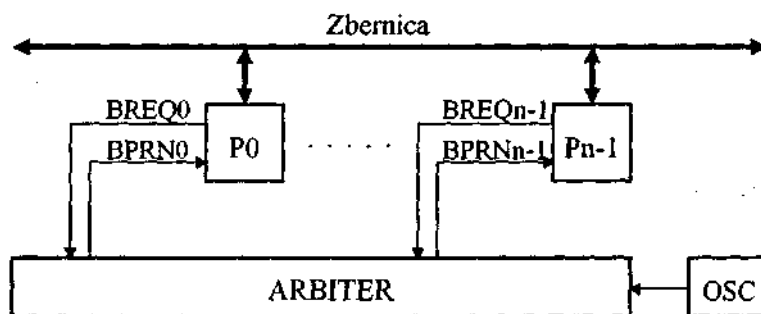 Zbernica
BREQ0
BREQn-1
P0
Pn-1
BPRN0
BPRNn-1
ARBITER
OSC